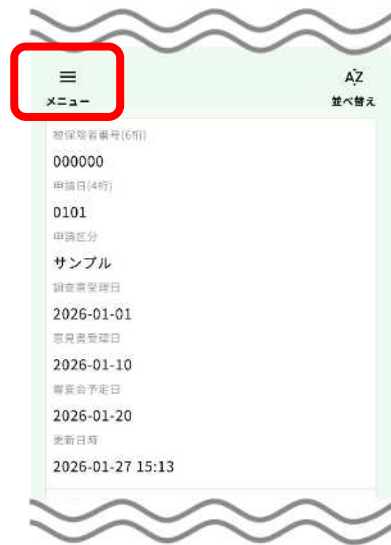 メニュー
並べ替え
被保険者番号(6桁)
000000
申請日(4桁)
0101
申請区分
サンプル
調査票受理日
2026-01-01
意見書受理日
2026-01-10
審査会予定日
2026-01-20
更新日時
2026-01-27 15:13